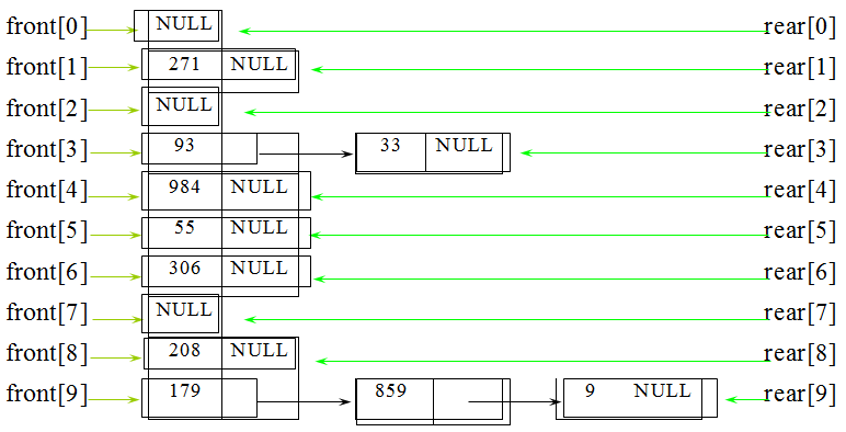 front[0] NULL rear[0]
front[1] 271 NULL rear[1]
front[2] NULL rear[2]
front[3] 93 33 NULL rear[3]
front[4] 984 NULL rear[4]
front[5] 55 NULL rear[5]
front[6] 306 NULL rear[6]
front[7] NULL rear[7]
front[8] 208 NULL rear[8]
front[9] 179 859 9 NULL rear[9]